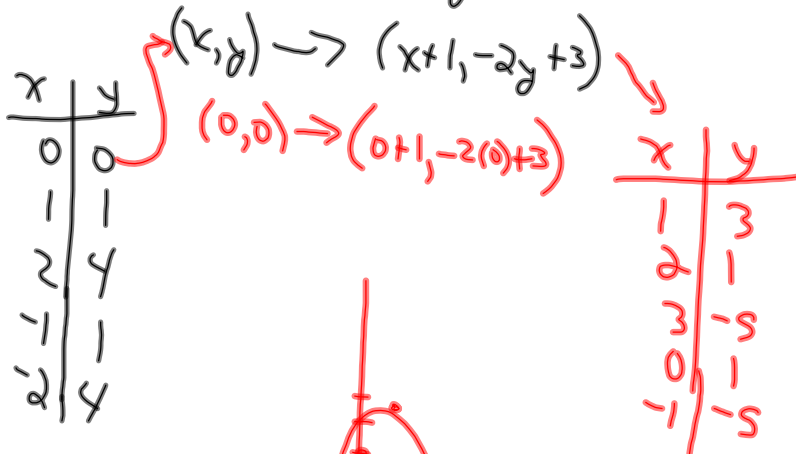 (x,y) → (x+1,-2y+3)
x y
0 0
1 1
2 4
-1 1
-2 4
(0,0) → (0+1,-2(0)+3)
x y
1 3
2 1
3 -5
0 1
-1 -5